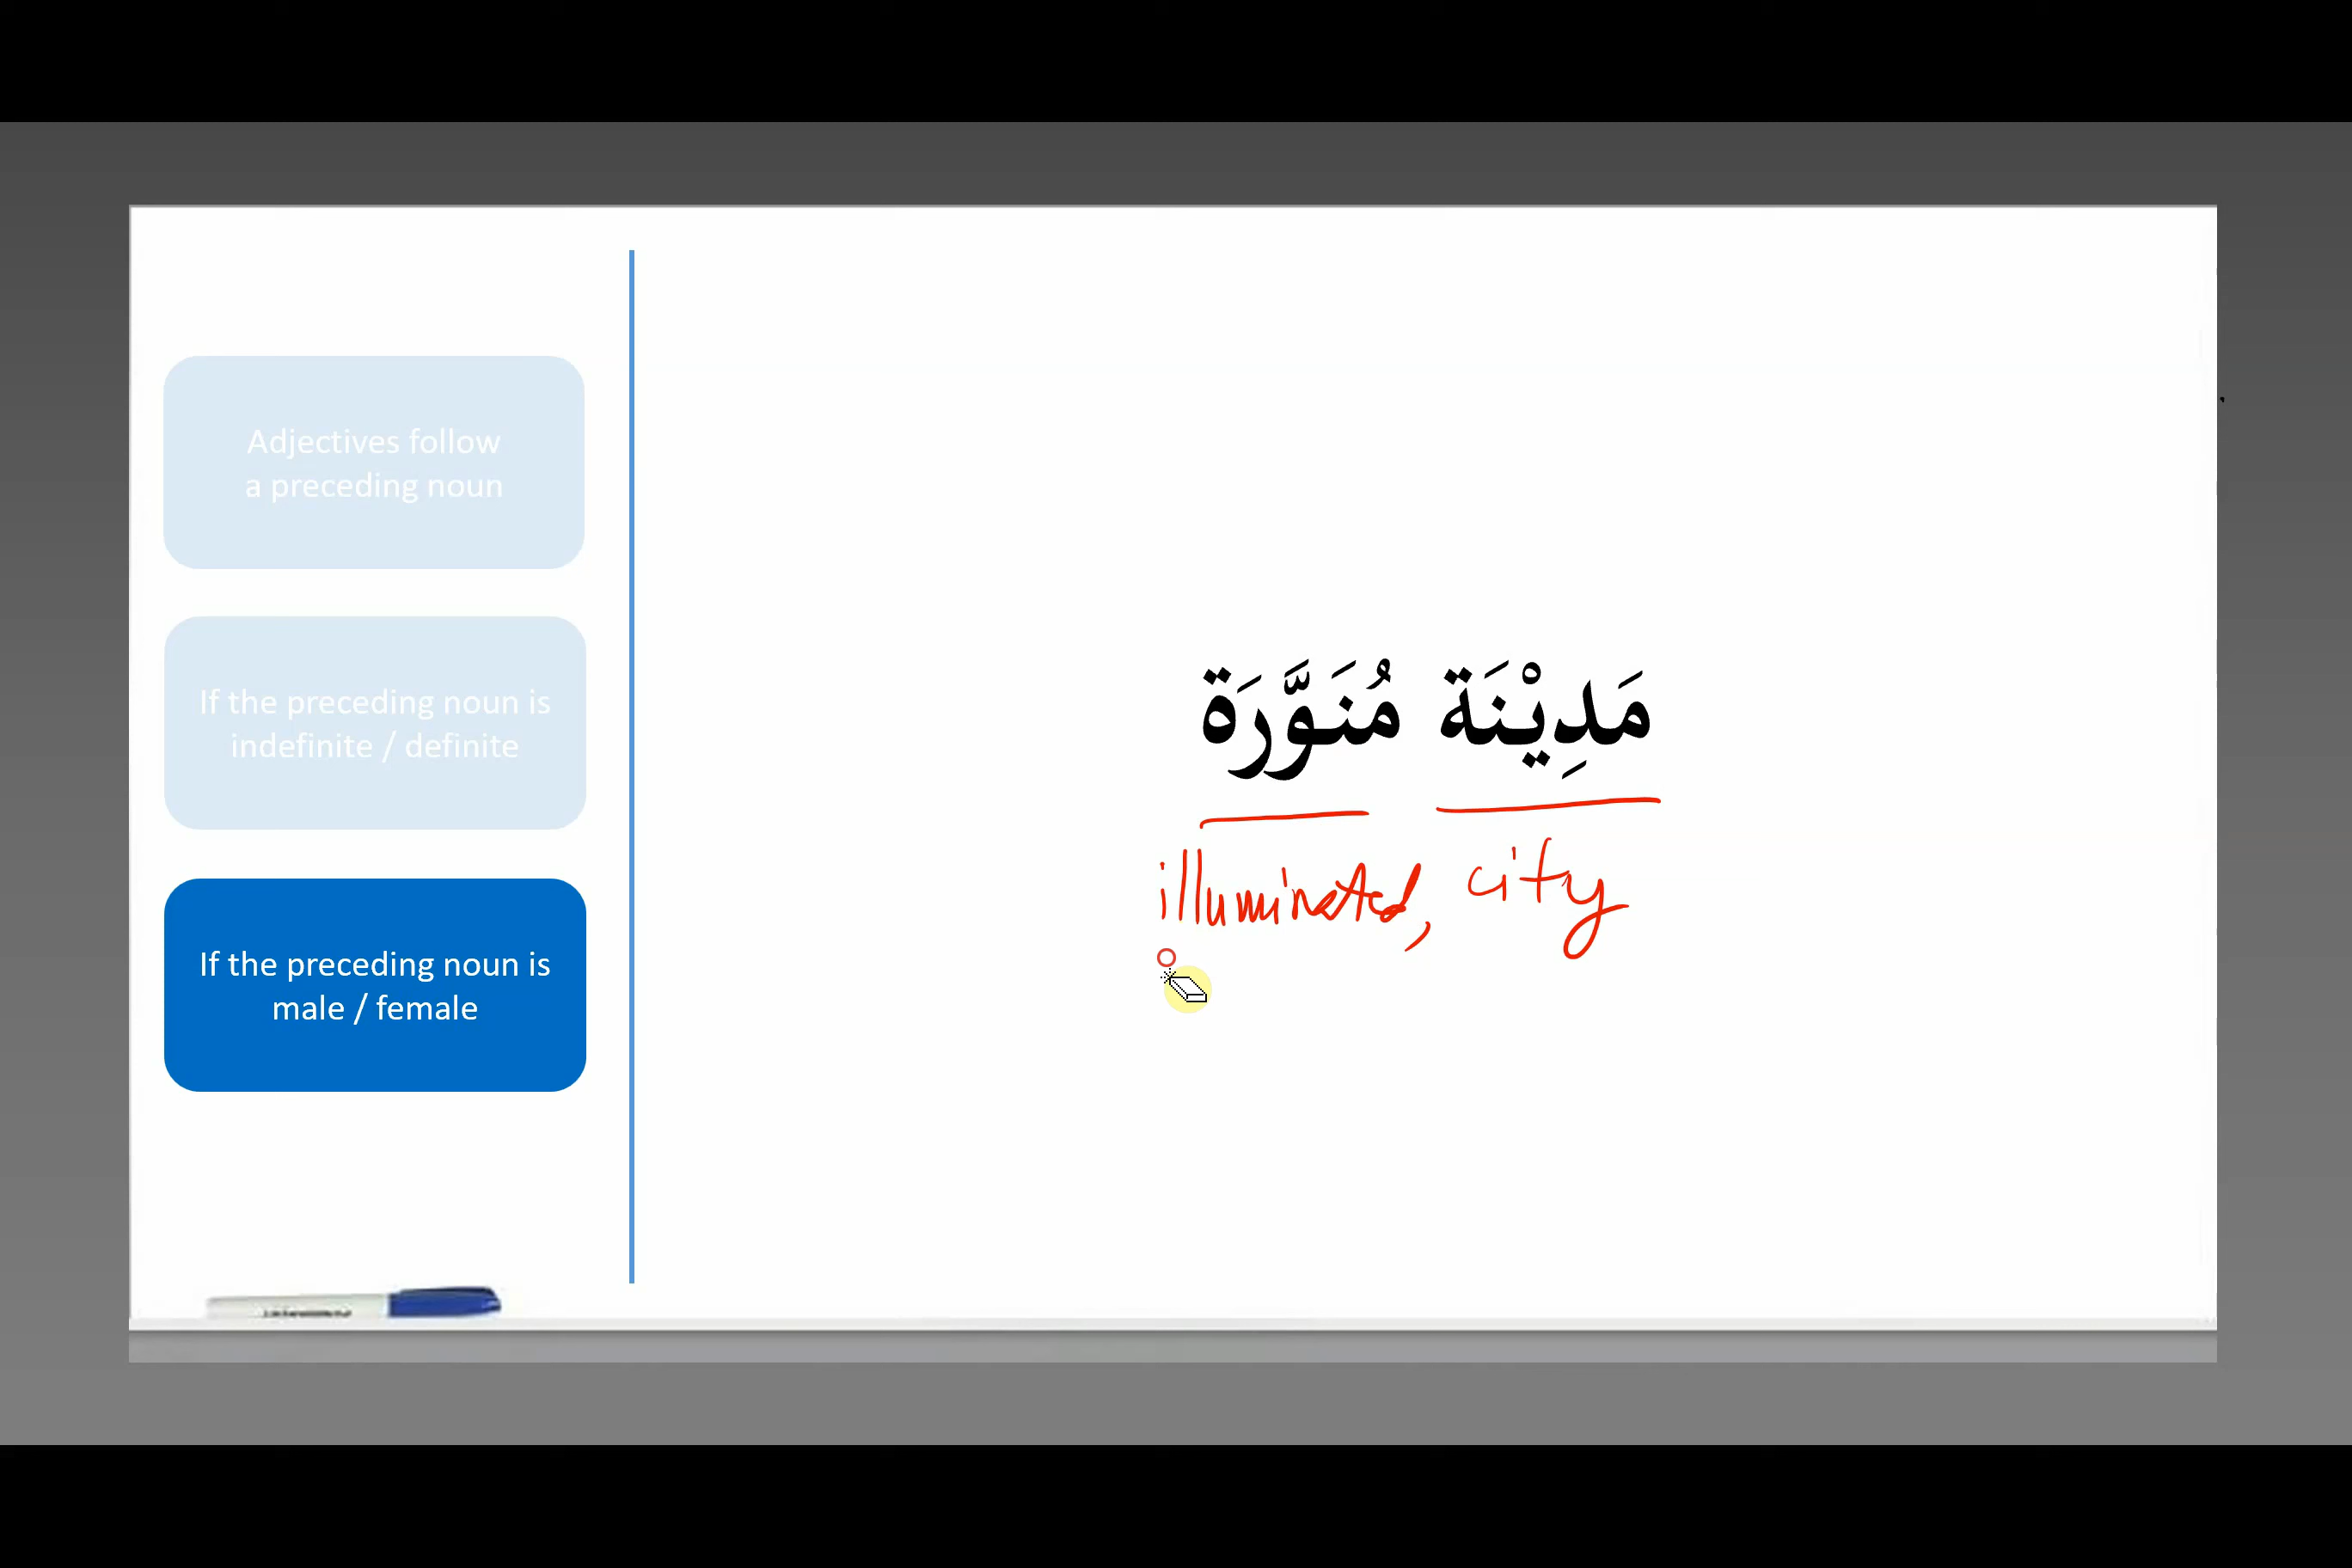 Adjectives follow
a preceding noun
If the preceding noun is
indefinite / definite
If the preceding noun is
male / female
مَدِيْنَة مُنَوَّرَة
illuminated, city